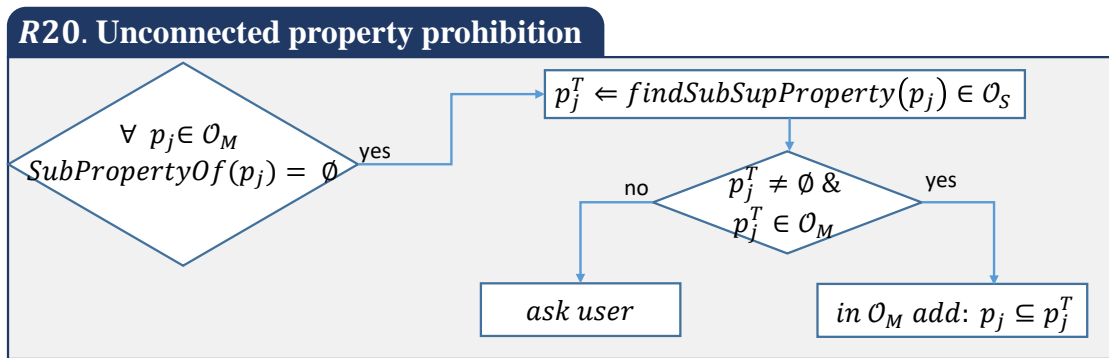 R20. Unconnected property prohibition
∀ p_j ∈ 𝒪_M
SubPropertyOf(p_j) = ∅
yes
p_j^T ⇐ findSubSupProperty(p_j) ∈ 𝒪_S
no
p_j^T ≠ ∅ &
p_j^T ∈ 𝒪_M
yes
ask user
in 𝒪_M add: p_j ⊆ p_j^T